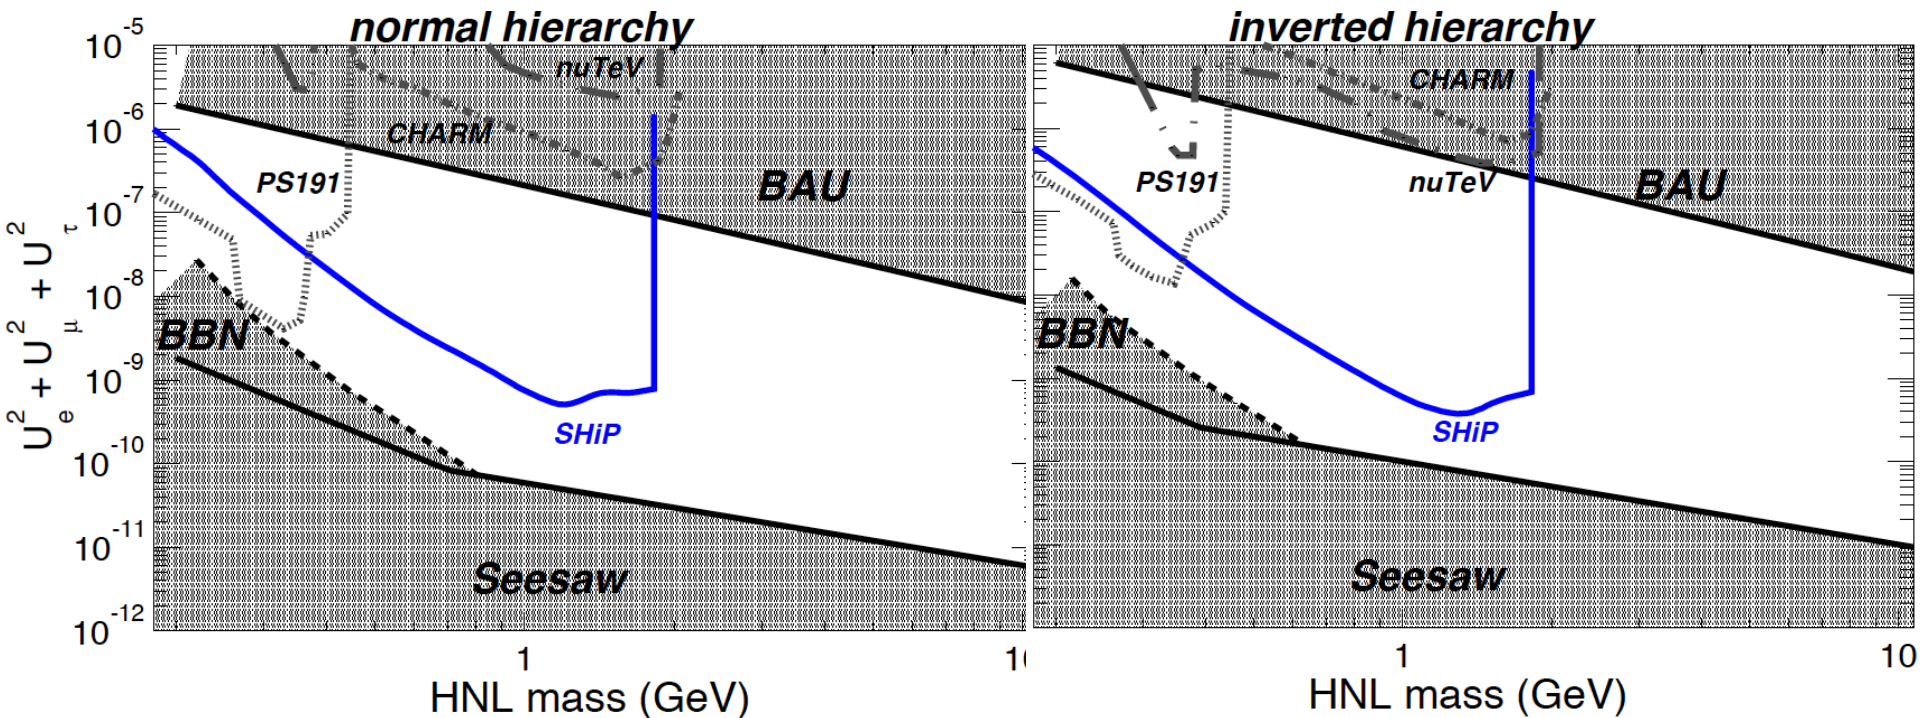 normal hierarchy
inverted hierarchy
U_e^2 + U_μ^2 + U_τ^2
10^-5
10^-6
10^-7
10^-8
10^-9
10^-10
10^-11
10^-12
nuTeV
CHARM
PS191
BAU
BBN
SHiP
Seesaw
1
10
HNL mass (GeV)
CHARM
PS191
nuTeV
BAU
BBN
SHiP
Seesaw
1
10
HNL mass (GeV)